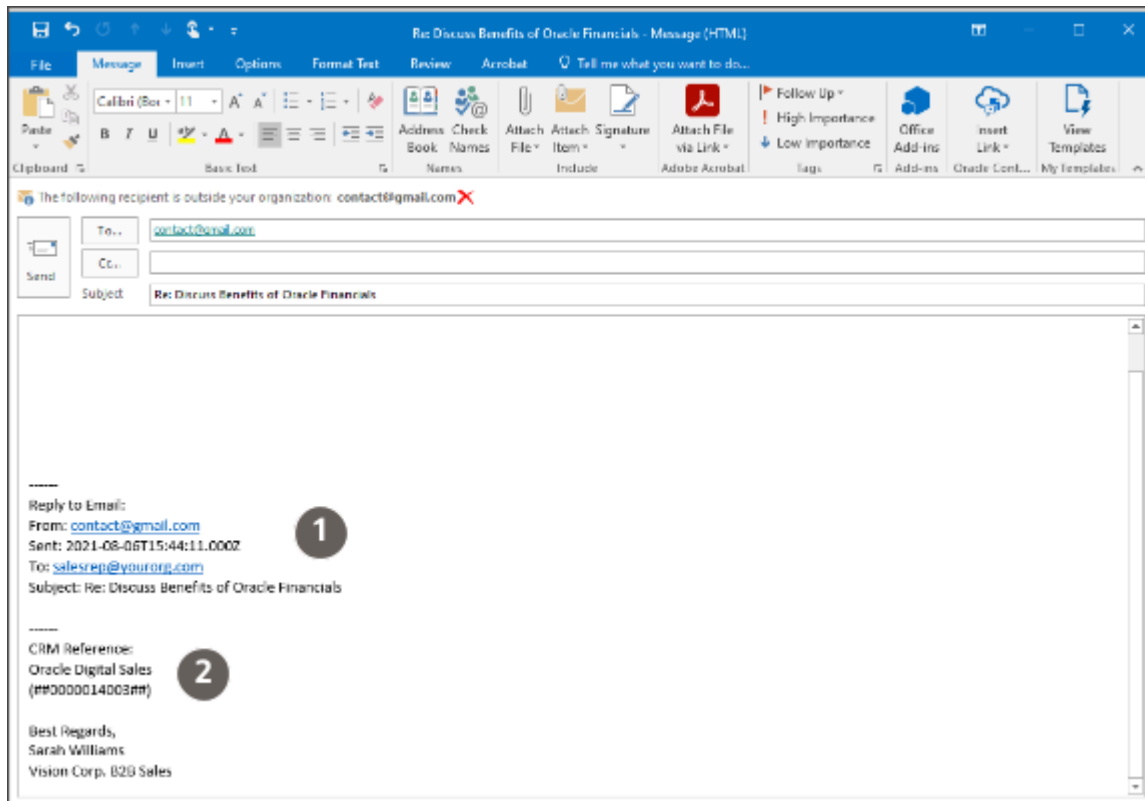 Re: Discuss Benefits of Oracle Financials - Message (HTML)
File Message Insert Options Format Text Review Acrobat Tell me what you want to do...
Calibri (Bo 11
Follow Up
High Importance
Low Importance
Paste
B I U
Address Book
Check Names
Attach File
Attach Item
Signature
Attach File via Link
Office Add-ins
Insert Link
View Templates
Clipboard Basic Text Names Include Adobe Acrobat Tags Add-ins Oracle Cont... My Templates
The following recipient is outside your organization: contact@gmail.com
Send
To... contact@gmail.com
Cc...
Subject Re: Discuss Benefits of Oracle Financials
------
Reply to Email:
From: contact@gmail.com
1
Sent: 2021-08-06T15:44:11.000Z
To: salesrep@yourorg.com
Subject: Re: Discuss Benefits of Oracle Financials
------
CRM Reference:
Oracle Digital Sales
2
(##0000014003##)
Best Regards,
Sarah Williams
Vision Corp. B2B Sales